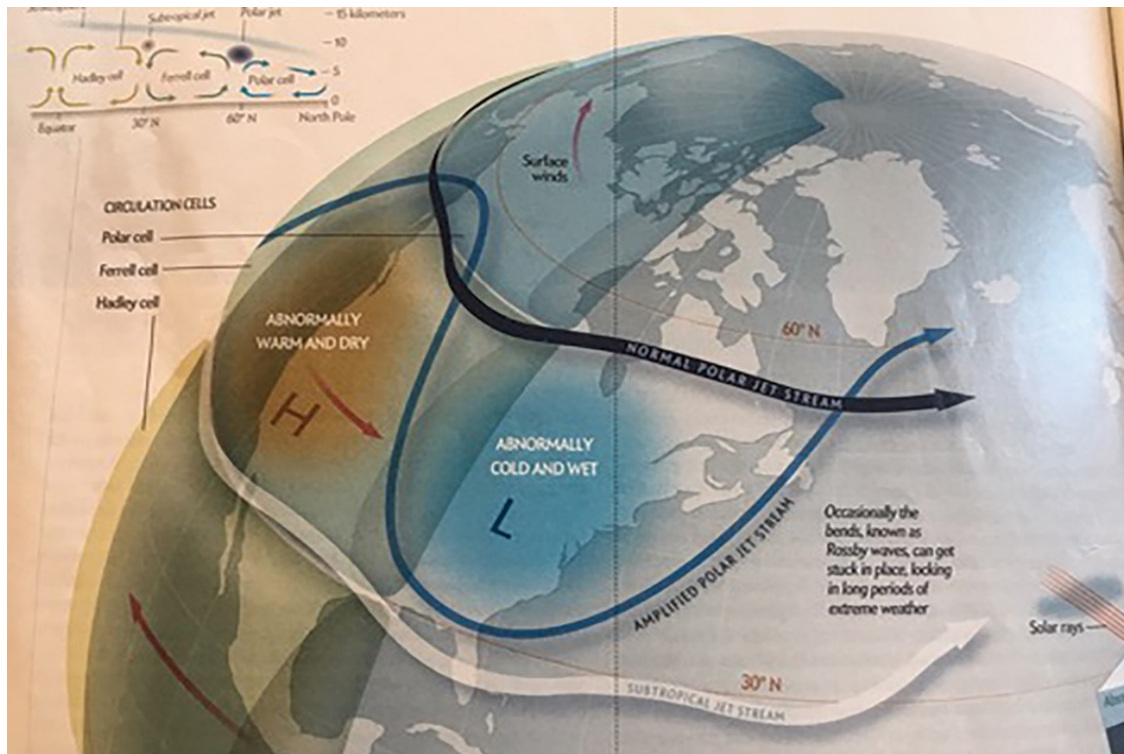 Subtropical jet
Polar jet
15 kilometers
10
5
0
Hadley cell
Ferrell cell
Polar cell
Equator
30° N
60° N
North Pole
CIRCULATION CELLS
Polar cell
Ferrell cell
Hadley cell
Surface
winds
ABNORMALLY
WARM AND DRY
H
60° N
NORMAL POLAR JET STREAM
ABNORMALLY
COLD AND WET
L
AMPLIFIED POLAR JET STREAM
Occasionally the
bends, known as
Rossby waves, can get
stuck in place, locking
in long periods of
extreme weather
Solar rays
30° N
SUBTROPICAL JET STREAM